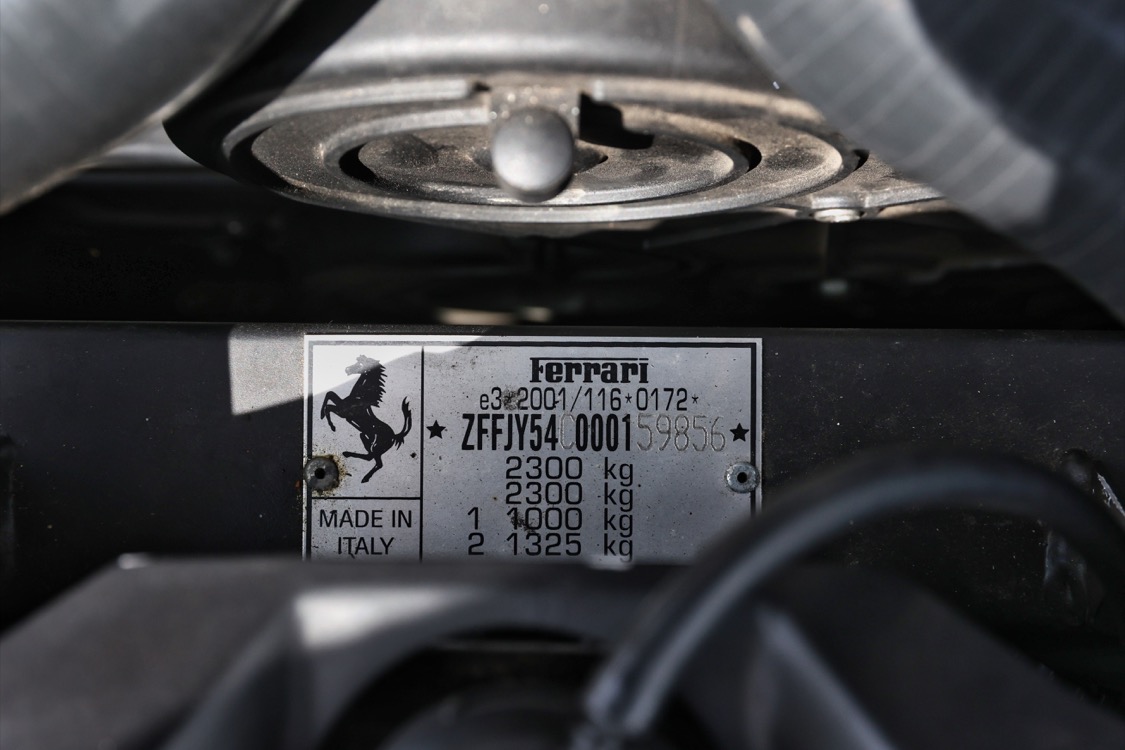 Ferrari
e3*2001/116*0172*
★ ZFFJY54C000159856 ★
2300 kg
2300 kg
1 1000 kg
2 1325 kg
MADE IN
ITALY